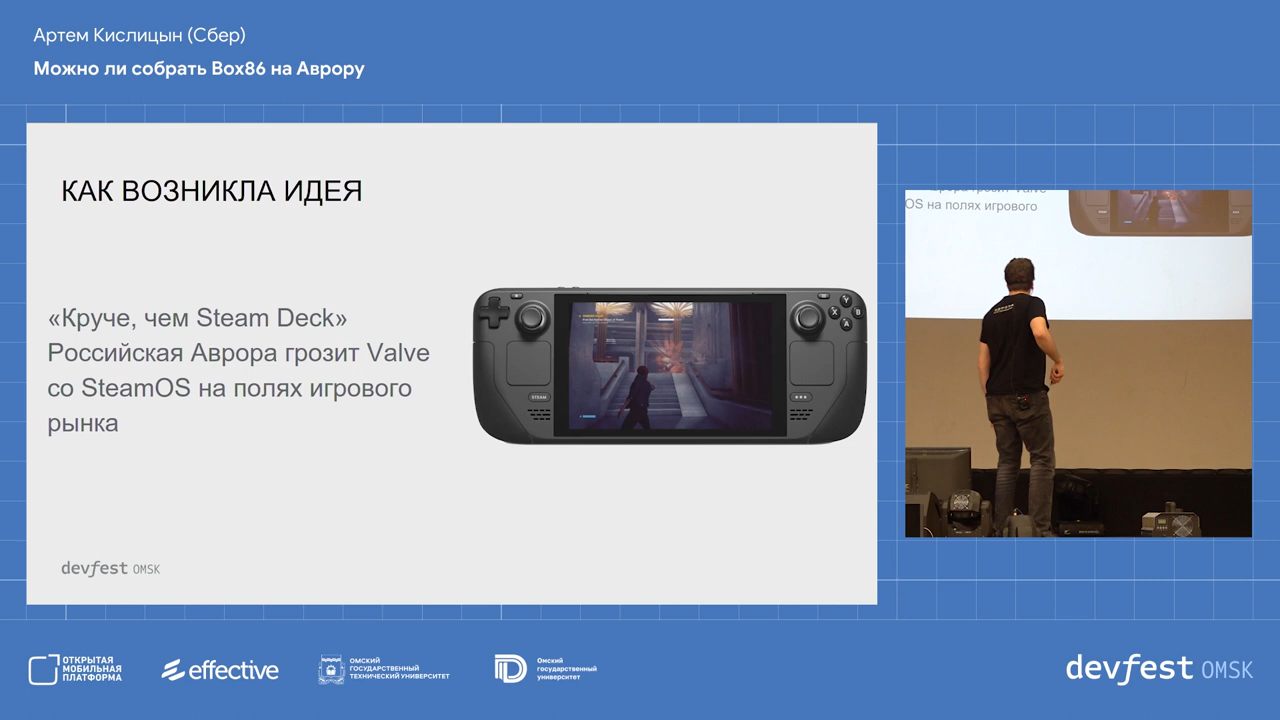 Артем Кислицын (Сбер)
Можно ли собрать Box86 на Аврору
КАК ВОЗНИКЛА ИДЕЯ
«Круче, чем Steam Deck»
Российская Аврора грозит Valve
со SteamOS на полях игрового
рынка
STEAM
Y
X
B
A
devfest OMSK
OS на полях игрового
ОТКРЫТАЯ
МОБИЛЬНАЯ
ПЛАТФОРМА
effective
ОМСКИЙ
ГОСУДАРСТВЕННЫЙ
ТЕХНИЧЕСКИЙ УНИВЕРСИТЕТ
Омский
государственный
университет
devfest OMSK